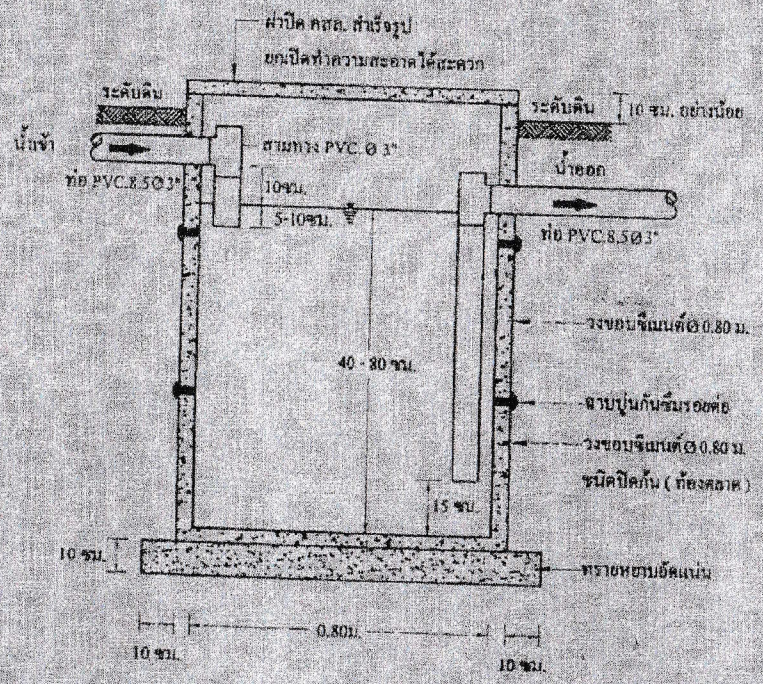 ฝาปิด คสล. สำเร็จรูป
ยกเปิดทำความสะอาดได้สะดวก
ระดับดิน
ระดับดิน
10 ซม. อย่างน้อย
น้ำเข้า
สามทาง PVC. Ø 3"
น้ำออก
ท่อ PVC.8.5Ø3"
10ซม.
5-10ซม.
ท่อ PVC.8.5Ø3"
วงขอบซีเมนต์Ø0.80 ม.
40 - 80 ซม.
ฉาบปูนกันซึมรอยต่อ
วงขอบซีเมนต์Ø0.80 ม.
ชนิดปิดก้น ( ท้องตลาด )
15 ซม.
10 ซม.
ทรายหยาบอัดแน่น
0.80ม.
10 ซม.
10 ซม.